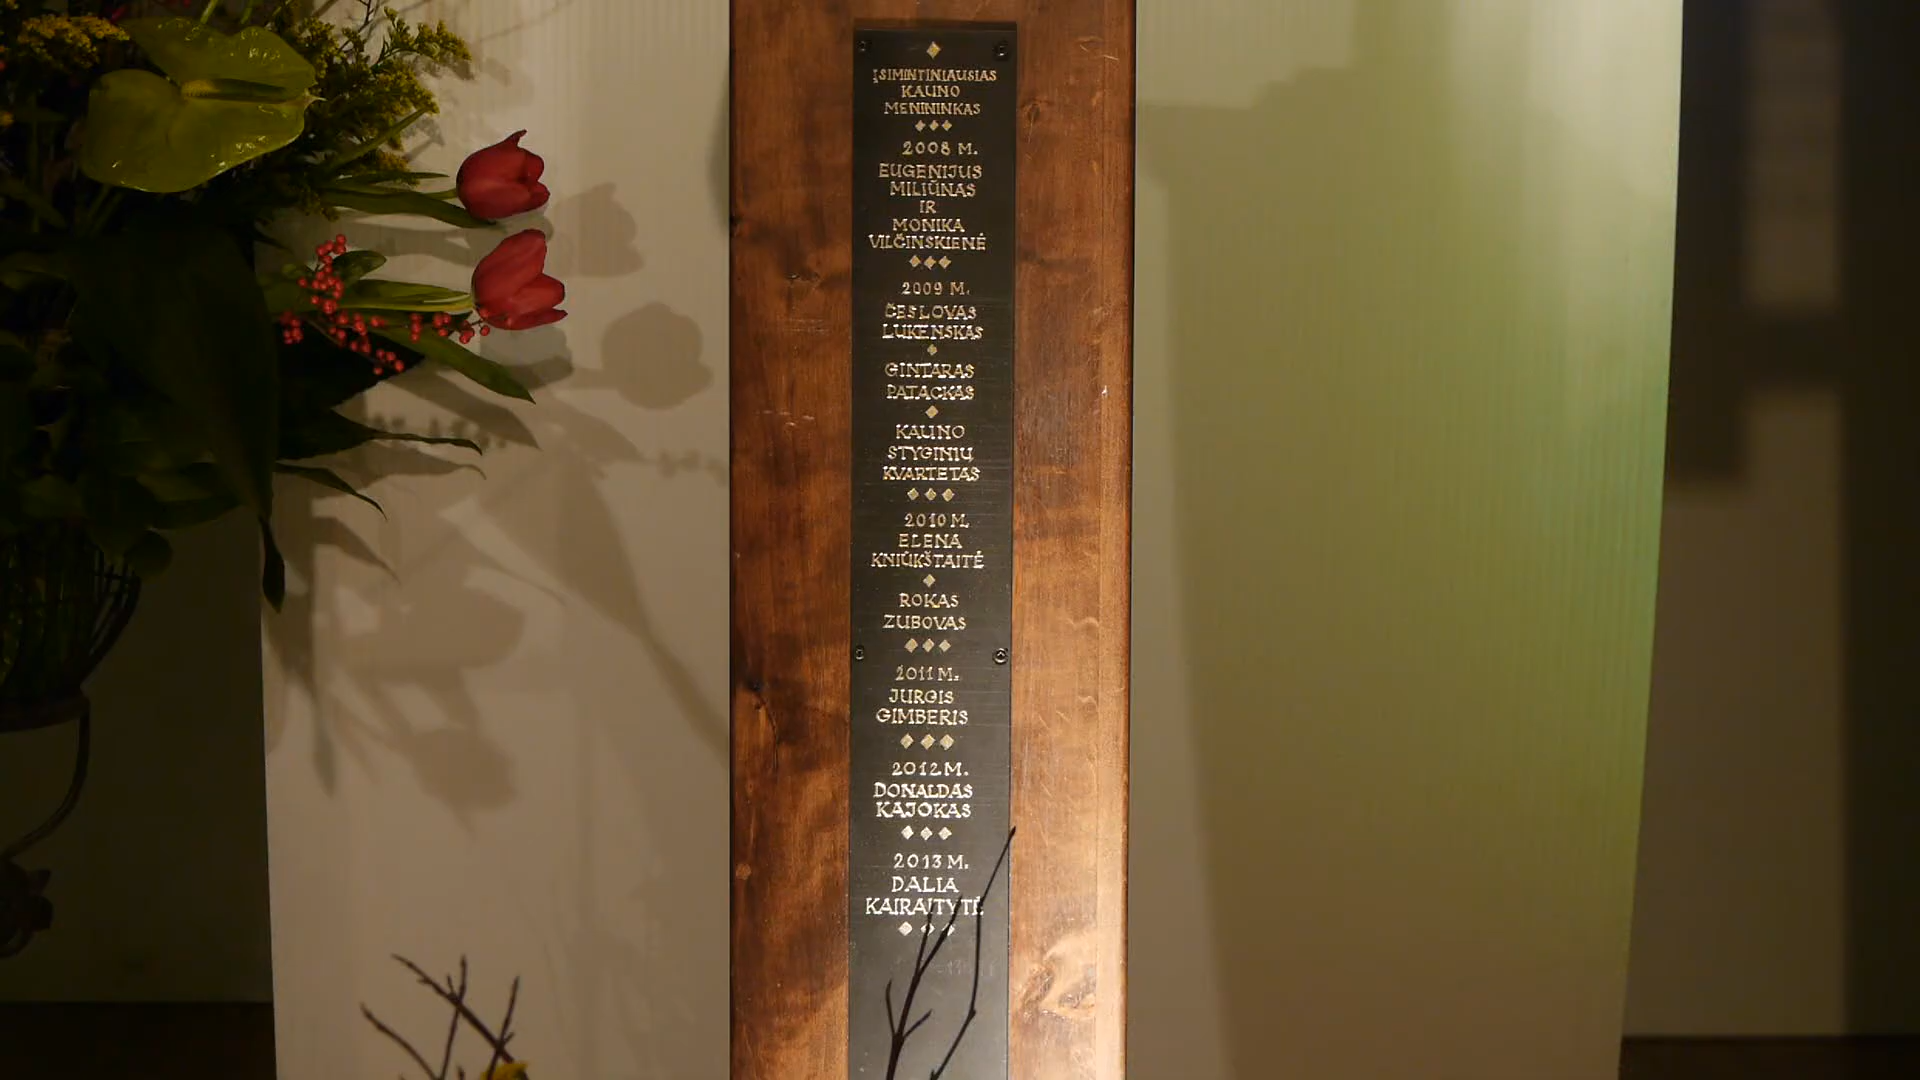 ĮSIMINTINIAUSIAS
KAUNO
MENININKAS
2008 M.
EUGENIJUS
MILIŪNAS
IR
MONIKA
VILČINSKIENĖ
2009 M.
ČESLOVAS
LUKENSKAS
GINTARAS
PATACKAS
KAUNO
STYGINIŲ
KVARTETAS
2010 M.
ELENA
KNIŪKŠTAITĖ
ROKAS
ZUBOVAS
2011 M.
JURGIS
GIMBERIS
2012 M.
DONALDAS
KAJOKAS
2013 M.
DALIA
KAIRAITYTĖ